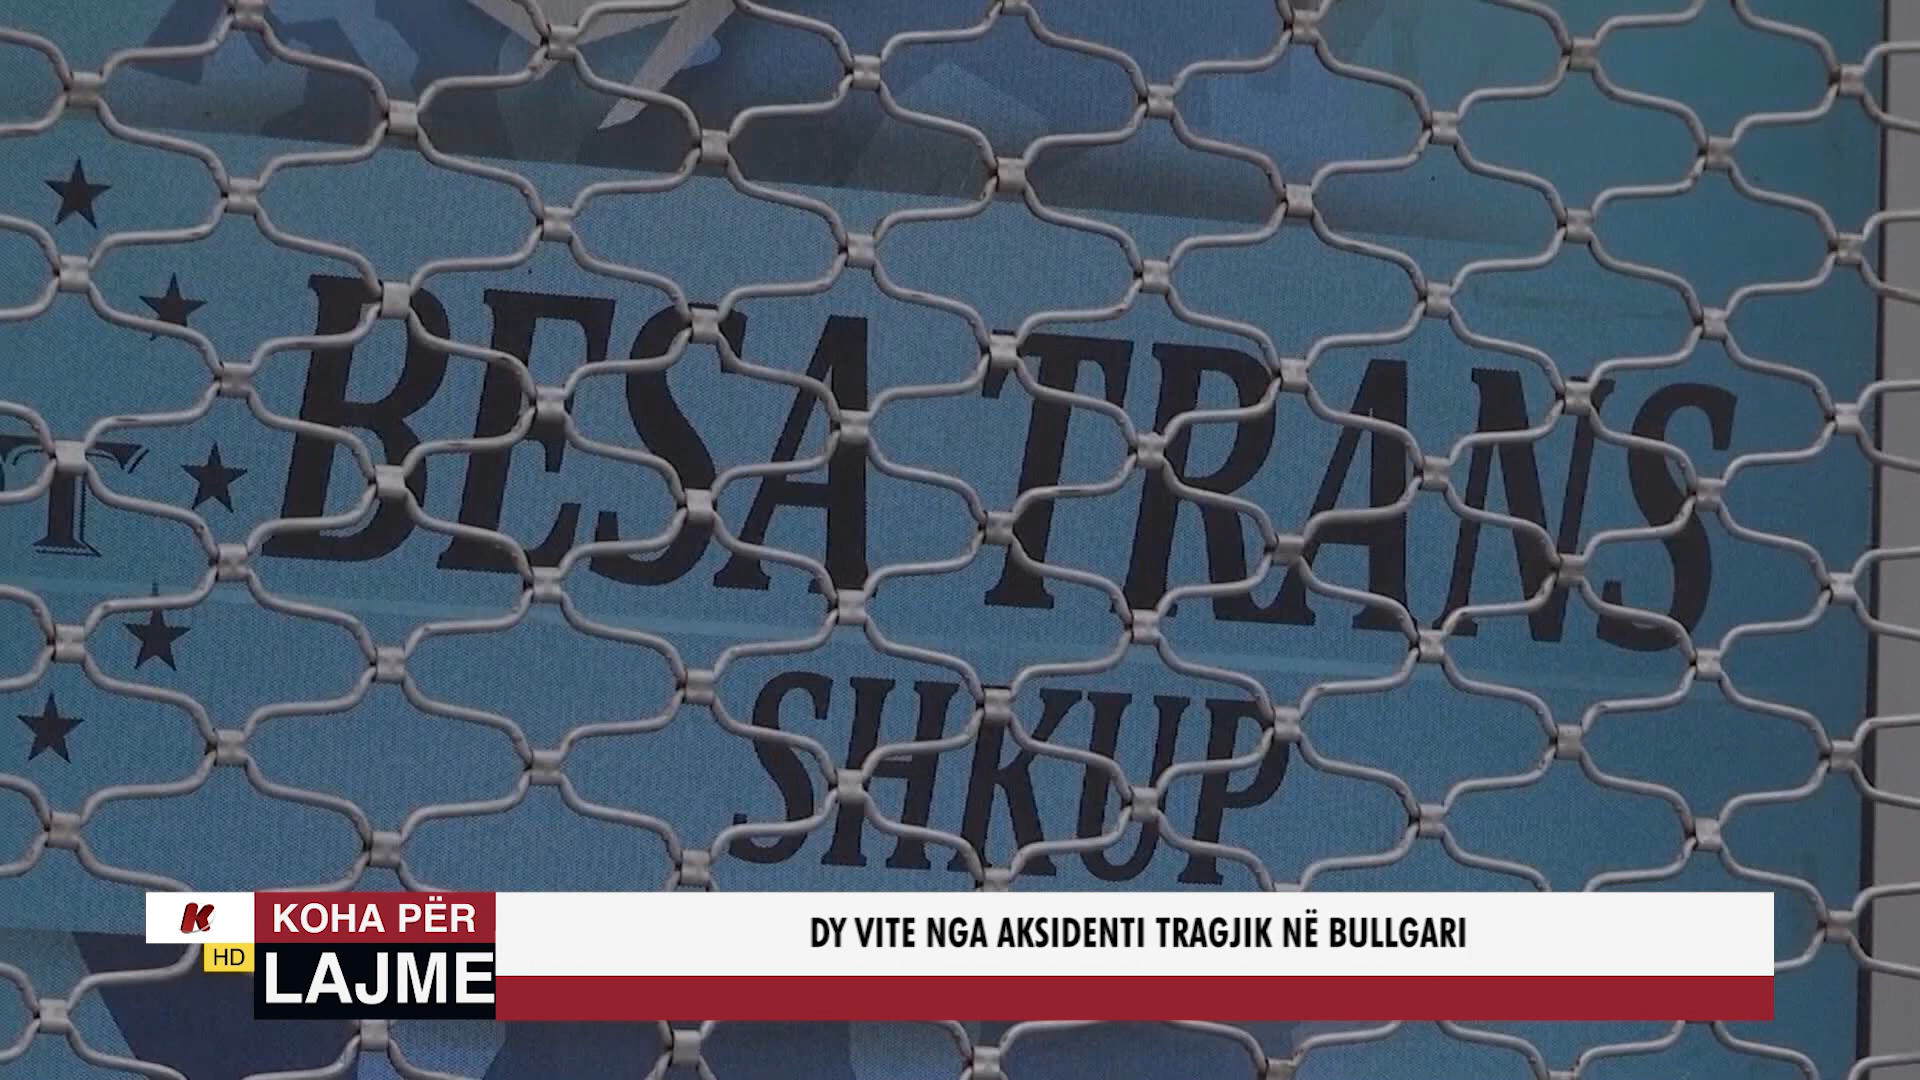 BESA TRANS
SHKUP
K
HD
KOHA PËR
LAJME
DY VITE NGA AKSIDENTI TRAGJIK NË BULLGARI